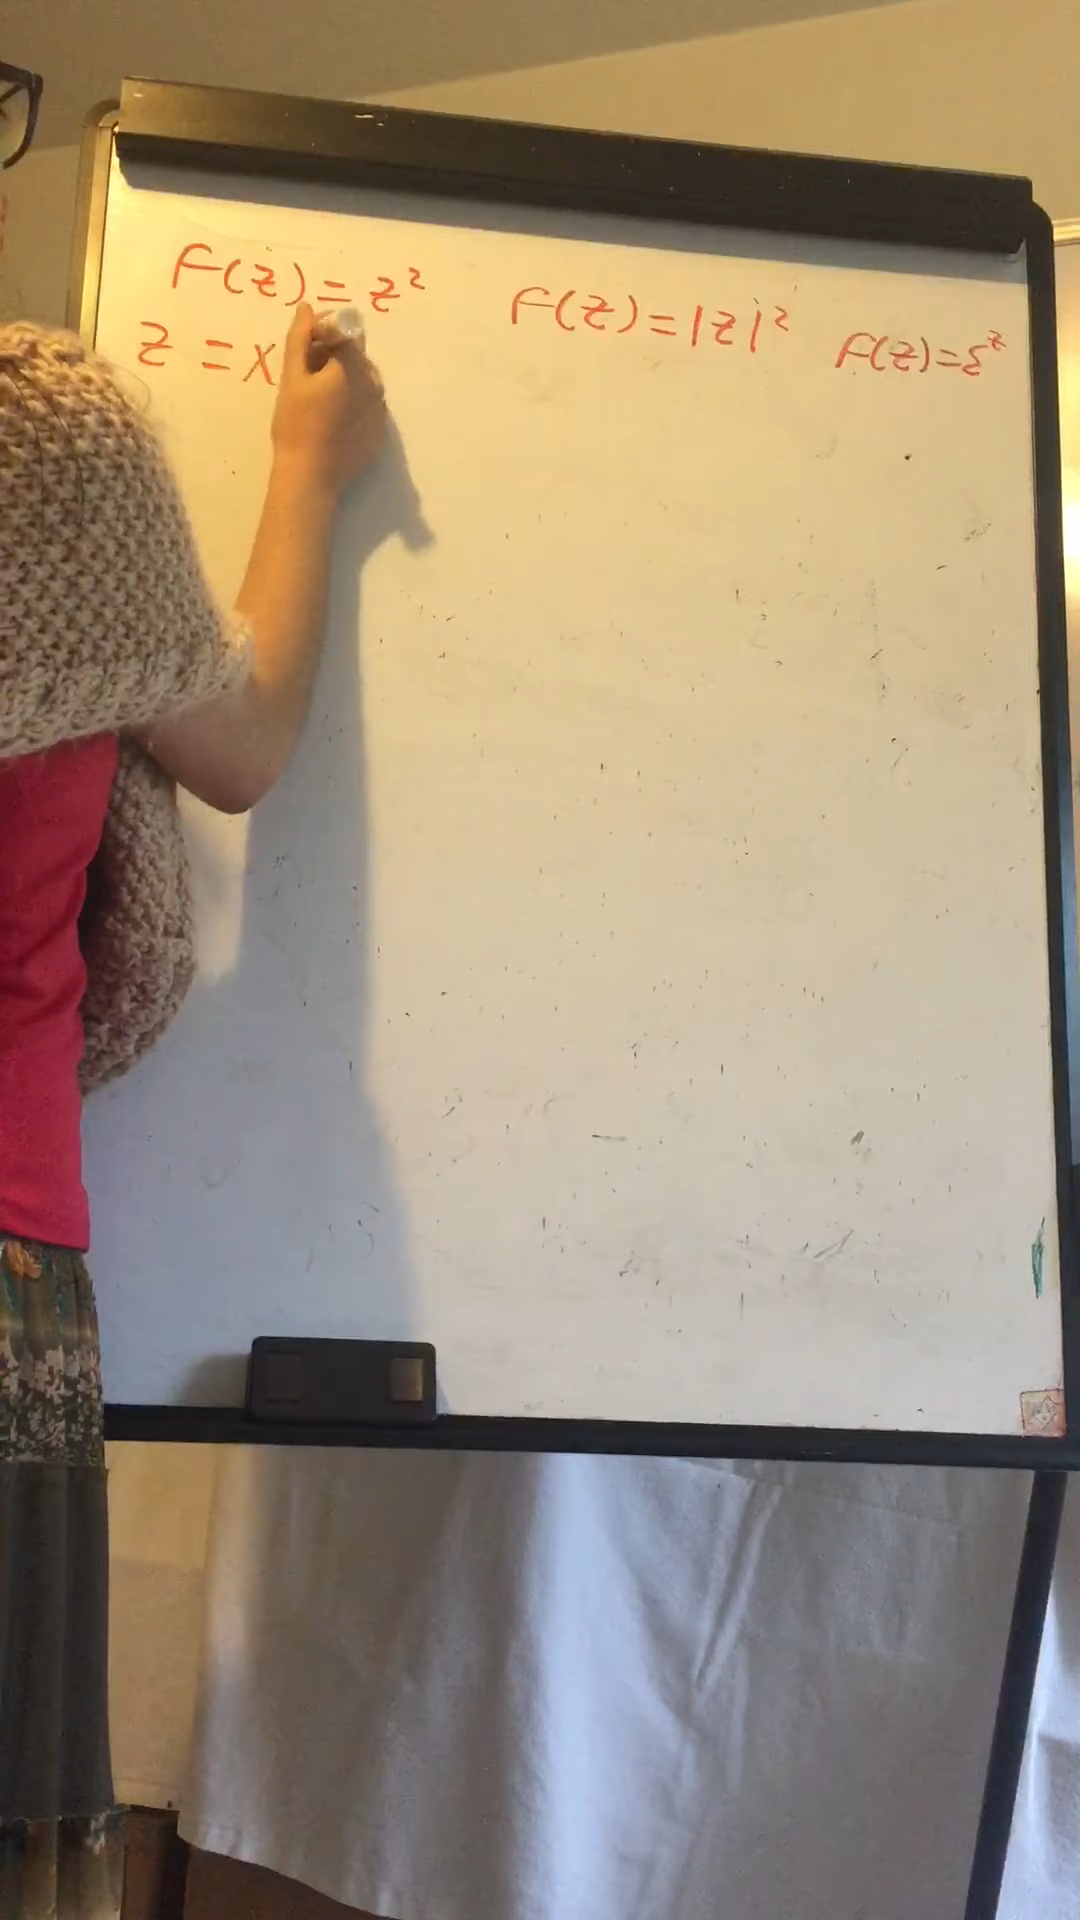 F(z) = z²
F(z) = |z|²
F(z) = ε^z
z = x